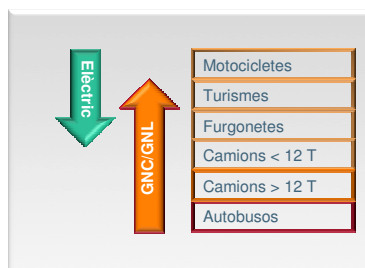 Elèctric
GNC/GNL
Motocicletes
Turismes
Furgonetes
Camions < 12 T
Camions > 12 T
Autobusos